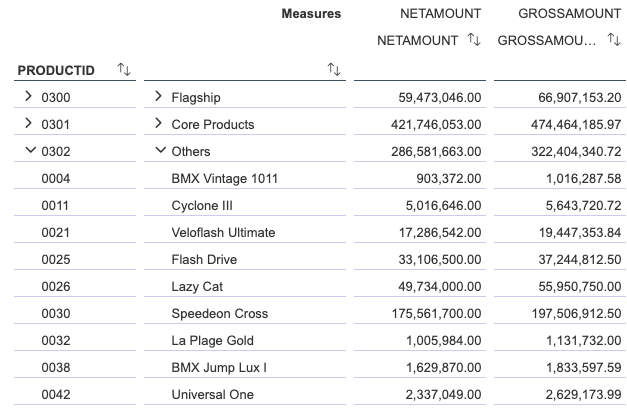 Measures NETAMOUNT GROSSAMOUNT
NETAMOUNT GROSSAMOU...
PRODUCTID
0300 Flagship 59,473,046.00 66,907,153.20
0301 Core Products 421,746,053.00 474,464,185.97
0302 Others 286,581,663.00 322,404,340.72
0004 BMX Vintage 1011 903,372.00 1,016,287.58
0011 Cyclone III 5,016,646.00 5,643,720.72
0021 Veloflash Ultimate 17,286,542.00 19,447,353.84
0025 Flash Drive 33,106,500.00 37,244,812.50
0026 Lazy Cat 49,734,000.00 55,950,750.00
0030 Speedeon Cross 175,561,700.00 197,506,912.50
0032 La Plage Gold 1,005,984.00 1,131,732.00
0038 BMX Jump Lux I 1,629,870.00 1,833,597.59
0042 Universal One 2,337,049.00 2,629,173.99